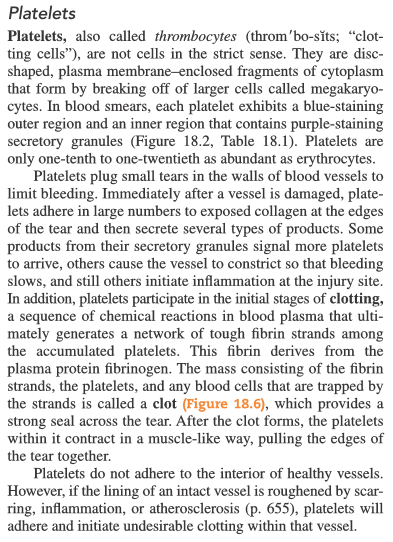 Platelets
Platelets, also called thrombocytes (throm′bo-sīts; “clot-
ting cells”), are not cells in the strict sense. They are disc-
shaped, plasma membrane–enclosed fragments of cytoplasm
that form by breaking off of larger cells called megakaryo-
cytes. In blood smears, each platelet exhibits a blue-staining
outer region and an inner region that contains purple-staining
secretory granules (Figure 18.2, Table 18.1). Platelets are
only one-tenth to one-twentieth as abundant as erythrocytes.
Platelets plug small tears in the walls of blood vessels to
limit bleeding. Immediately after a vessel is damaged, plate-
lets adhere in large numbers to exposed collagen at the edges
of the tear and then secrete several types of products. Some
products from their secretory granules signal more platelets
to arrive, others cause the vessel to constrict so that bleeding
slows, and still others initiate inflammation at the injury site.
In addition, platelets participate in the initial stages of clotting,
a sequence of chemical reactions in blood plasma that ulti-
mately generates a network of tough fibrin strands among
the accumulated platelets. This fibrin derives from the
plasma protein fibrinogen. The mass consisting of the fibrin
strands, the platelets, and any blood cells that are trapped by
the strands is called a clot (Figure 18.6), which provides a
strong seal across the tear. After the clot forms, the platelets
within it contract in a muscle-like way, pulling the edges of
the tear together.
Platelets do not adhere to the interior of healthy vessels.
However, if the lining of an intact vessel is roughened by scar-
ring, inflammation, or atherosclerosis (p. 655), platelets will
adhere and initiate undesirable clotting within that vessel.